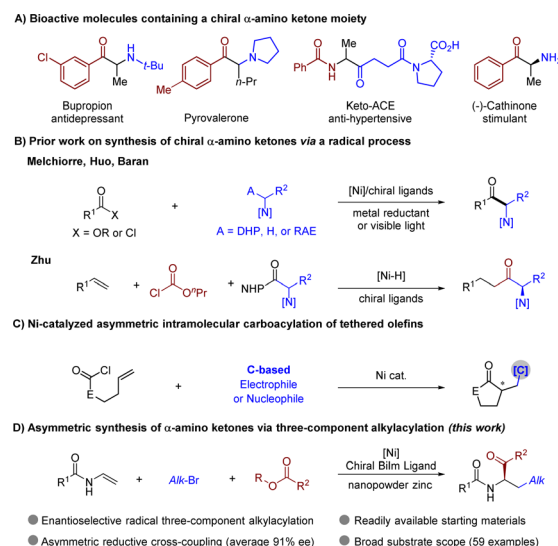 A) Bioactive molecules containing a chiral α-amino ketone moiety
Cl O H N t-Bu Me
O N n-Pr Me
Ph O N H Me O O N CO2H
O NH2 Me
Bupropion
antidepressant
Pyrovalerone
Keto-ACE
anti-hypertensive
(-)-Cathinone
stimulant
B) Prior work on synthesis of chiral α-amino ketones via a radical process
Melchiorre, Huo, Baran
O R1 X
+
A R2 [N]
[Ni]/chiral ligands
metal reductant
or visible light
O R1 R2 [N]
X = OR or Cl
A = DHP, H, or RAE
Zhu
R1
+
O Cl OnPr
+
O NHP R2 [N]
[Ni-H]
chiral ligands
R1 O R2 [N]
C) Ni-catalyzed asymmetric intramolecular carboacylation of tethered olefins
O Cl E
+
C-based
Electrophile
or Nucleophile
Ni cat.
O E * [C]
D) Asymmetric synthesis of α-amino ketones via three-component alkylacylation (this work)
O R1 N H
+
Alk-Br
+
R O O R2
[Ni]
Chiral BiIm Ligand
nanopowder zinc
O R1 N H O R2 Alk
Enantioselective radical three-component alkylacylation
Readily available starting materials
Asymmetric reductive cross-coupling (average 91% ee)
Broad substrate scope (59 examples)